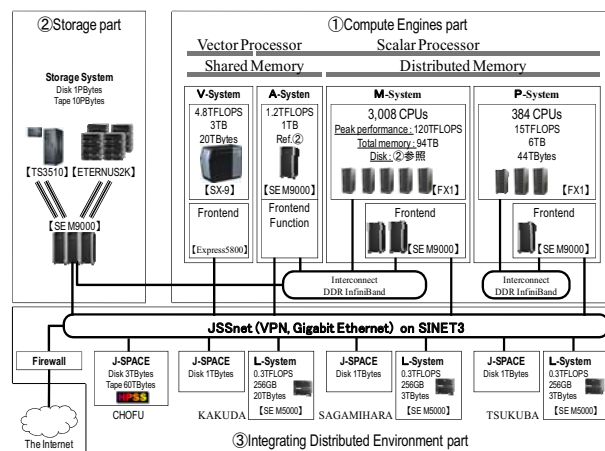 ②Storage part
Storage System
Disk 1PBytes
Tape 10PBytes
【TS3510】
【ETERNUS2K】
【SE M9000】
①Compute Engines part
Vector Processor
Scalar Processor
Shared Memory
Distributed Memory
V-System
4.8TFLOPS
3TB
20TBytes
【SX-9】
Frontend
【Express5800】
A-Systen
1.2TFLOPS
1TB
Ref.②
【SE M9000】
Frontend
Function
M-System
3,008 CPUs
Peak performance : 120TFLOPS
Total memory : 94TB
Disk : ②参照
【FX1】
Frontend
【SE M9000】
Interconnect
DDR InfiniBand
P-System
384 CPUs
15TFLOPS
6TB
44TBytes
【FX1】
Frontend
【SE M9000】
Interconnect
DDR InfiniBand
JSSnet (VPN, Gigabit Ethernet) on SINET3
Firewall
The Internet
J-SPACE
Disk 3TBytes
Tape 60TBytes
HPSS
CHOFU
J-SPACE
Disk 1TBytes
KAKUDA
L-System
0.3TFLOPS
256GB
20TBytes
【SE M5000】
J-SPACE
Disk 1TBytes
SAGAMIHARA
L-System
0.3TFLOPS
256GB
3TBytes
【SE M5000】
J-SPACE
Disk 1TBytes
TSUKUBA
L-System
0.3TFLOPS
256GB
3TBytes
【SE M5000】
③Integrating Distributed Environment part